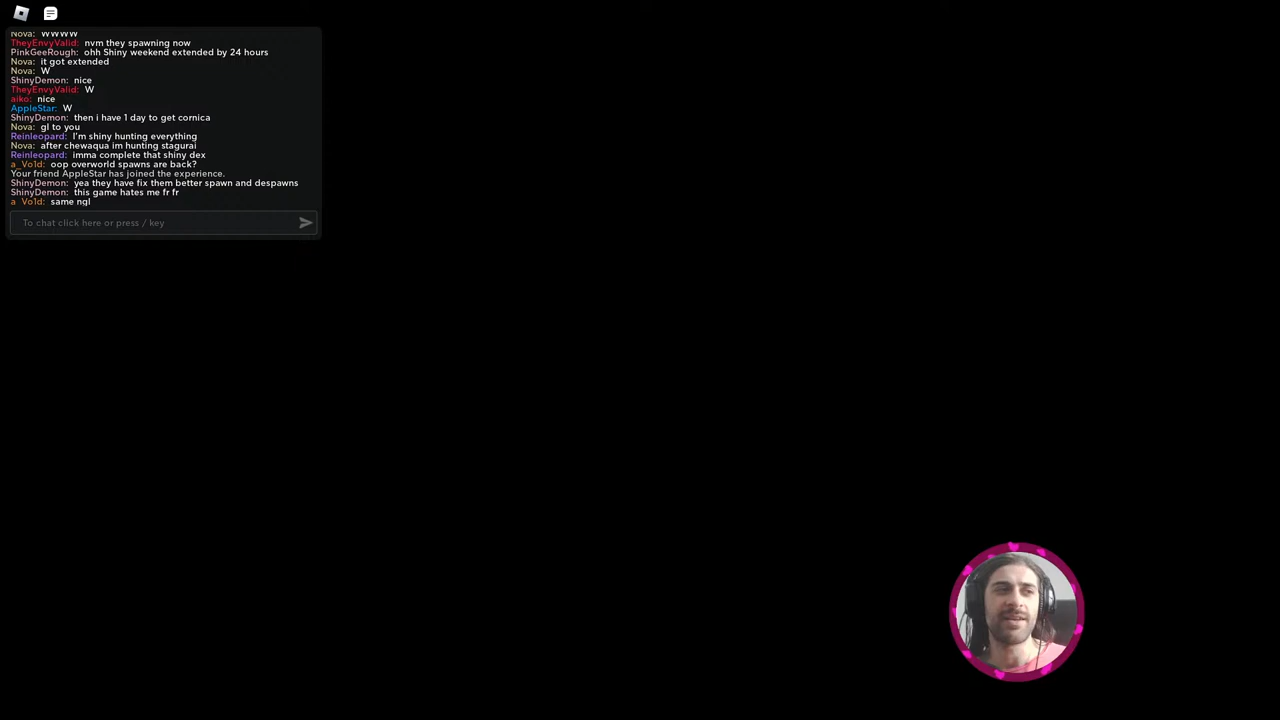 Nova: WWWW
TheyEnvyValid: nvm they spawning now
PinkGeeRough: ohh Shiny weekend extended by 24 hours
Nova: it got extended
Nova: W
ShinyDemon: nice
TheyEnvyValid: W
aiko: nice
AppleStar: W
ShinyDemon: then i have 1 day to get cornica
Nova: gl to you
Reinleopard: I'm shiny hunting everything
Nova: after chewaqua im hunting stagurai
Reinleopard: imma complete that shiny dex
a_Vo1d: oop overworld spawns are back?
Your friend AppleStar has joined the experience.
ShinyDemon: yea they have fix them better spawn and despawns
ShinyDemon: this game hates me fr fr
a_Vo1d: same ngl
To chat click here or press / key